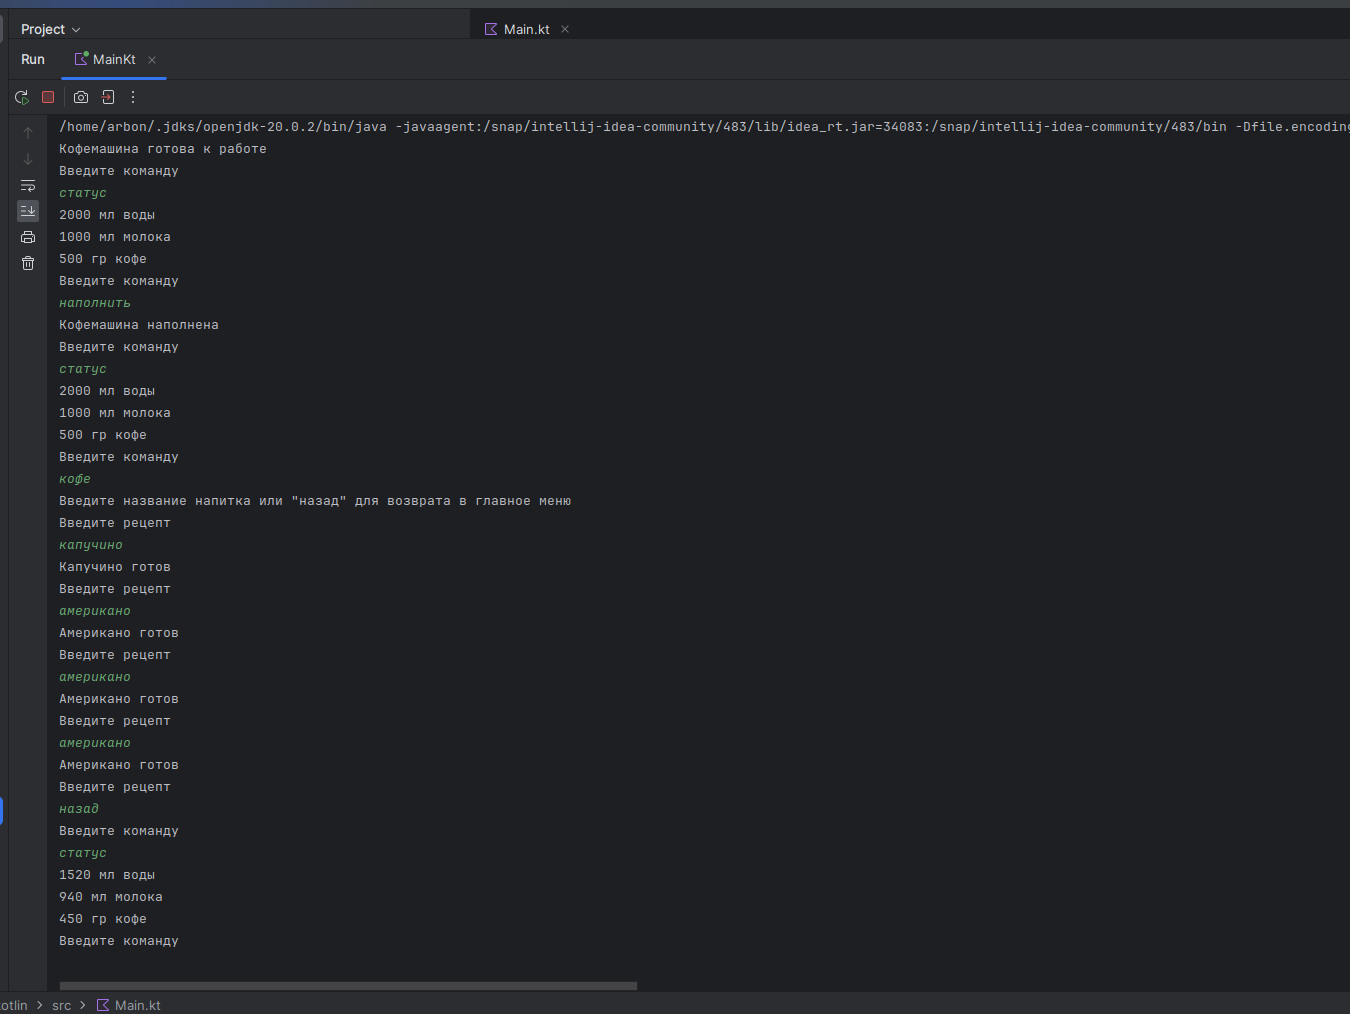 Project
Main.kt
Run
MainKt
/home/arbon/.jdks/openjdk-20.0.2/bin/java -javaagent:/snap/intellij-idea-community/483/lib/idea_rt.jar=34083:/snap/intellij-idea-community/483/bin -Dfile.encoding
Кофемашина готова к работе
Введите команду
статус
2000 мл воды
1000 мл молока
500 гр кофе
Введите команду
наполнить
Кофемашина наполнена
Введите команду
статус
2000 мл воды
1000 мл молока
500 гр кофе
Введите команду
кофе
Введите название напитка или "назад" для возврата в главное меню
Введите рецепт
капучино
Капучино готов
Введите рецепт
американо
Американо готов
Введите рецепт
американо
Американо готов
Введите рецепт
американо
Американо готов
Введите рецепт
назад
Введите команду
статус
1520 мл воды
940 мл молока
450 гр кофе
Введите команду
otlin > src > Main.kt